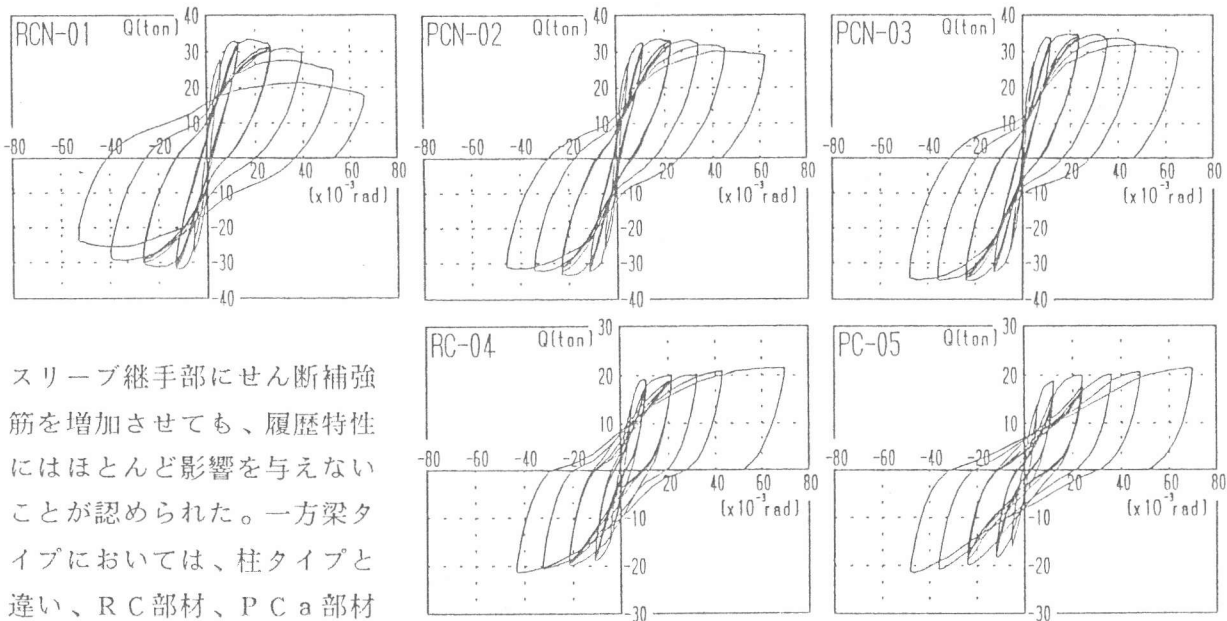 RCN-01 Q(ton) 40
30
20
10
-80 -60 -40 -20 20 40 60 80
-10 (x10⁻³rad)
-20
-30
-40
PCN-02 Q(ton) 40
30
20
10
-80 -60 -40 -20 20 40 60 80
-10 (x10⁻³rad)
-20
-30
-40
PCN-03 Q(ton) 40
30
20
10
-80 -60 -40 -20 20 40 60 80
-10 (x10⁻³rad)
-20
-30
-40
スリーブ継手部にせん断補強
筋を増加させても、履歴特性
にはほとんど影響を与えない
ことが認められた。一方梁タ
イプにおいては、柱タイプと
違い、RC部材、PCa部材
RC-04 Q(ton) 30
20
10
-80 -60 -40 -20 20 40 60 80
(x10⁻³rad)
-10
-20
-30
PC-05 Q(ton) 30
20
10
-80 -60 -40 -20 20 40 60 80
(x10⁻³rad)
-10
-20
-30